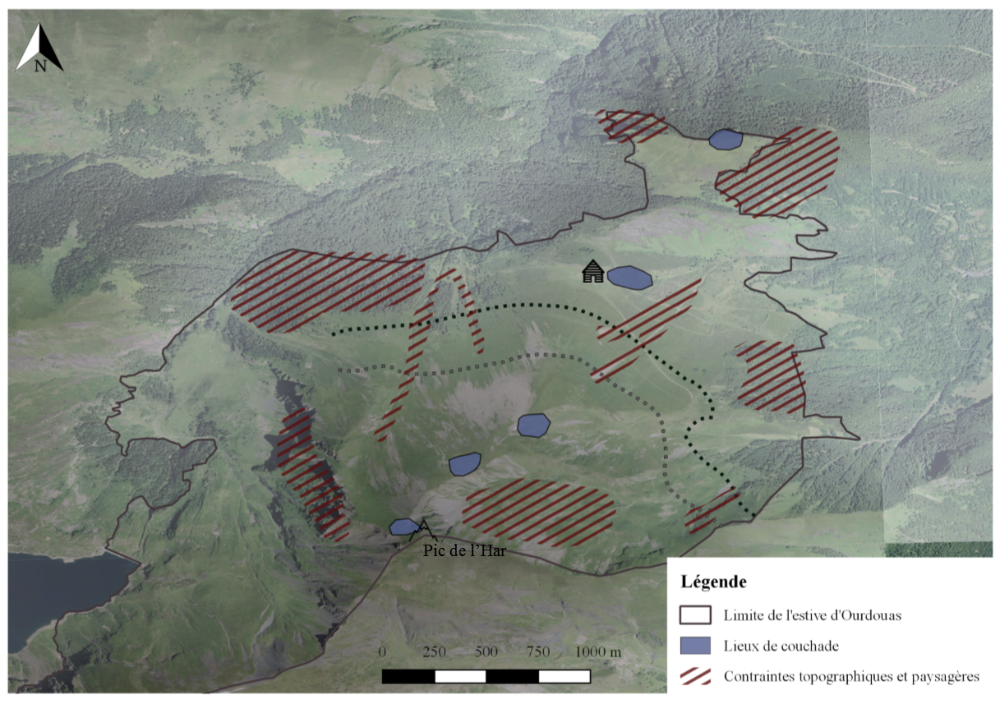 N
Pic de l'Har
0 250 500 750 1000 m
Légende
Limite de l'estive d'Ourdouas
Lieux de couchade
Contraintes topographiques et paysagères